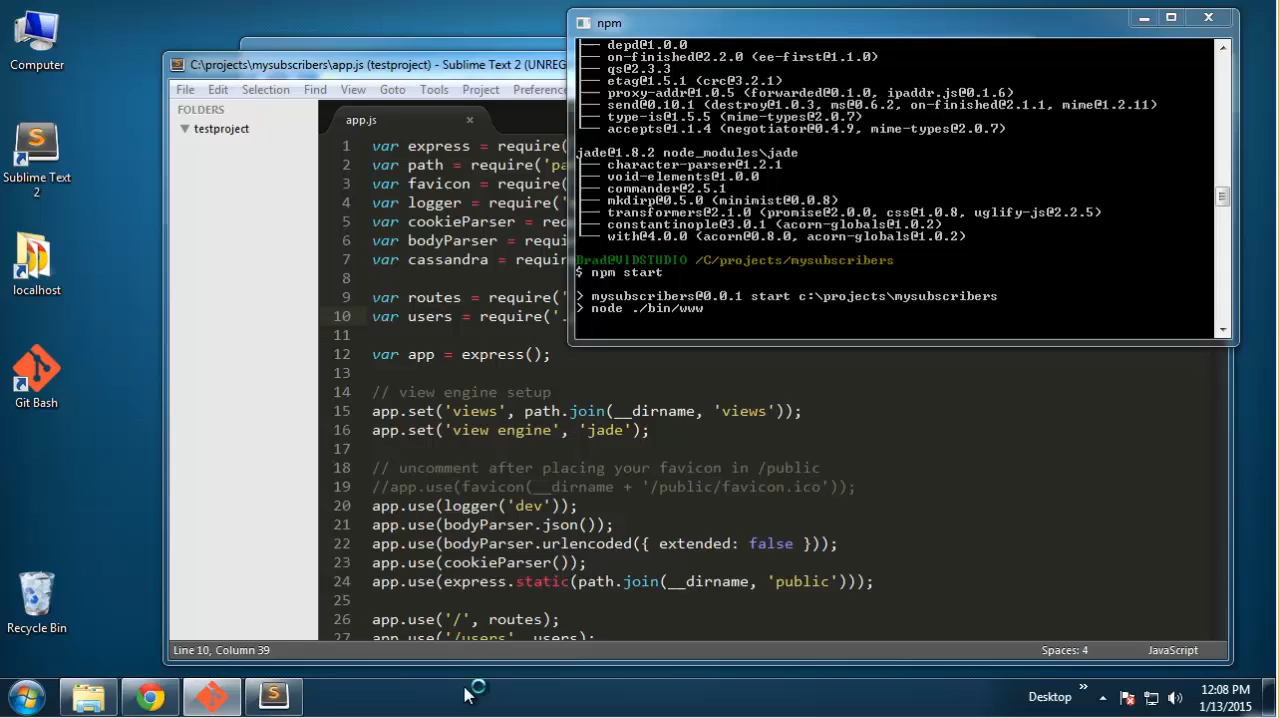 Computer
Sublime Text
2
localhost
Git Bash
Recycle Bin
C:\projects\mysubscribers\app.js (testproject) - Sublime Text 2 (UNREG
File Edit Selection Find View Goto Tools Project Preferenc
FOLDERS
testproject
app.js
1 var express = require(
2 var path = require('pa
3 var favicon = require(
4 var logger = require('
5 var cookieParser = req
6 var bodyParser = requi
7 var cassandra = requir
8
9 var routes = require('
10 var users = require('.
11
12 var app = express();
13
14 // view engine setup
15 app.set('views', path.join(__dirname, 'views'));
16 app.set('view engine', 'jade');
17
18 // uncomment after placing your favicon in /public
19 //app.use(favicon(__dirname + '/public/favicon.ico'));
20 app.use(logger('dev'));
21 app.use(bodyParser.json());
22 app.use(bodyParser.urlencoded({ extended: false }));
23 app.use(cookieParser());
24 app.use(express.static(path.join(__dirname, 'public')));
25
26 app.use('/', routes);
27 app.use('/users', users);
Line 10, Column 39
Spaces: 4
JavaScript
npm
depd@1.0.0
on-finished@2.2.0 (ee-first@1.1.0)
qs@2.3.3
etag@1.5.1 (crc@3.2.1)
proxy-addr@1.0.5 (forwarded@0.1.0, ipaddr.js@0.1.6)
send@0.10.1 (destroy@1.0.3, ms@0.6.2, on-finished@2.1.1, mime@1.2.11)
type-is@1.5.5 (mime-types@2.0.7)
accepts@1.1.4 (negotiator@0.4.9, mime-types@2.0.7)
jade@1.8.2 node_modules\jade
character-parser@1.2.1
void-elements@1.0.0
commander@2.5.1
mkdirp@0.5.0 (minimist@0.0.8)
transformers@2.1.0 (promise@2.0.0, css@1.0.8, uglify-js@2.2.5)
constantinople@3.0.1 (acorn-globals@1.0.2)
with@4.0.0 (acorn@0.8.0, acorn-globals@1.0.2)
Brad@VIDSTUDIO /C/projects/mysubscribers
$ npm start
> mysubscribers@0.0.1 start c:\projects\mysubscribers
> node ./bin/www
Desktop
12:08 PM
1/13/2015